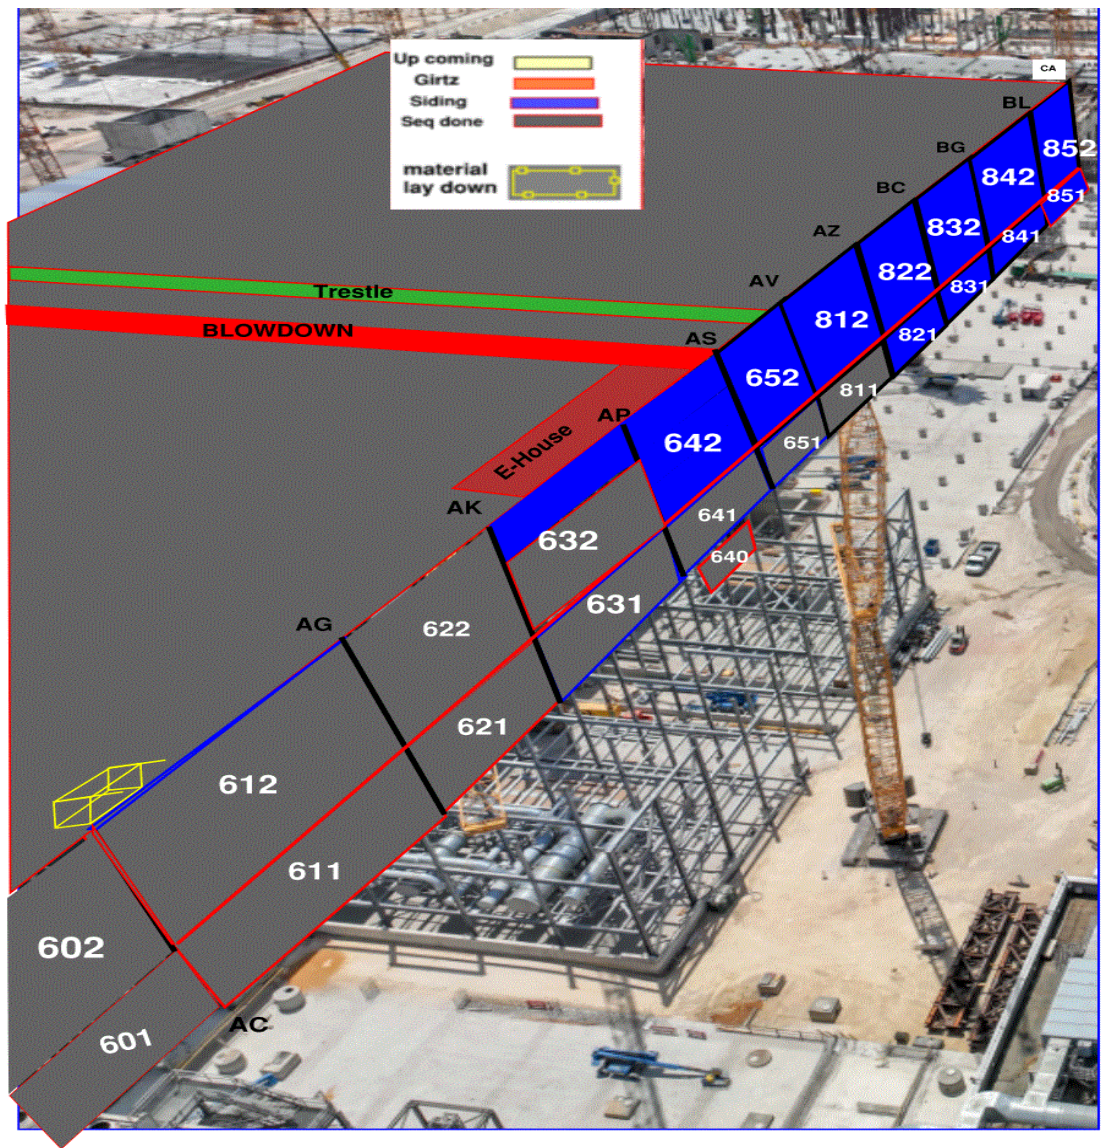 Up coming
Girtz
Siding
Seq done
material
lay down
CA
BL
BG
BC
AZ
AV
AS
AP
AK
AG
AC
Trestle
BLOWDOWN
E-House
852
851
842
841
832
831
822
821
812
811
652
651
642
641
640
632
631
622
621
612
611
602
601